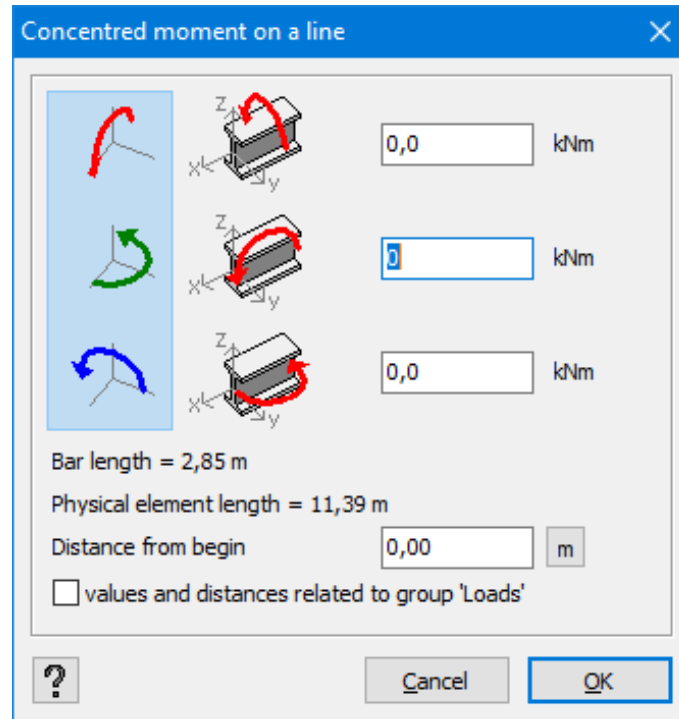 Concentred moment on a line
Z
x
y
0,0 kNm
Z
x
y
0 kNm
Z
x
y
0,0 kNm
Bar length = 2,85 m
Physical element length = 11,39 m
Distance from begin 0,00 m
values and distances related to group 'Loads'
? Cancel OK